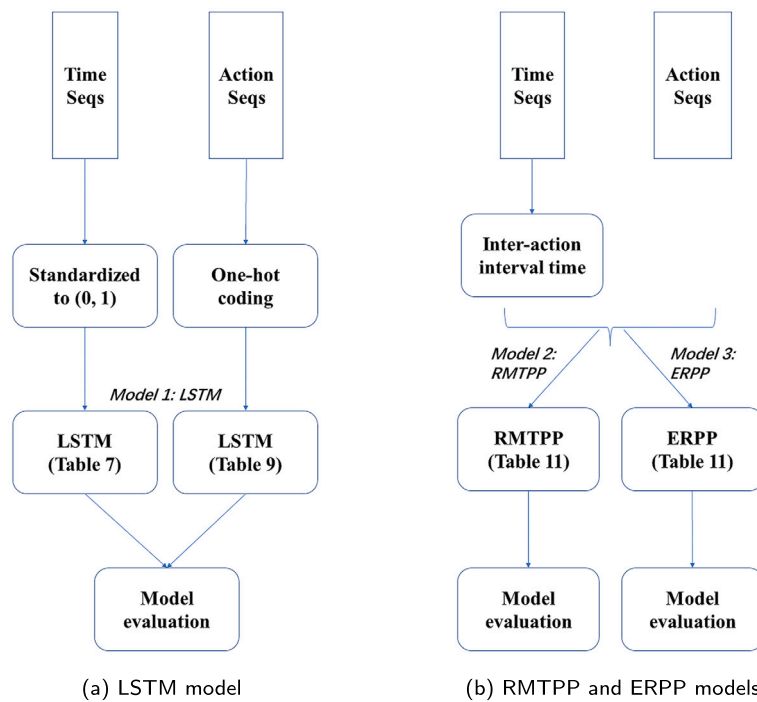 Time
Seqs
Action
Seqs
Standardized
to (0, 1)
One-hot
coding
Model 1: LSTM
LSTM
(Table 7)
LSTM
(Table 9)
Model
evaluation
(a) LSTM model
Time
Seqs
Action
Seqs
Inter-action
interval time
Model 2:
RMTPP
Model 3:
ERPP
RMTPP
(Table 11)
ERPP
(Table 11)
Model
evaluation
Model
evaluation
(b) RMTPP and ERPP models